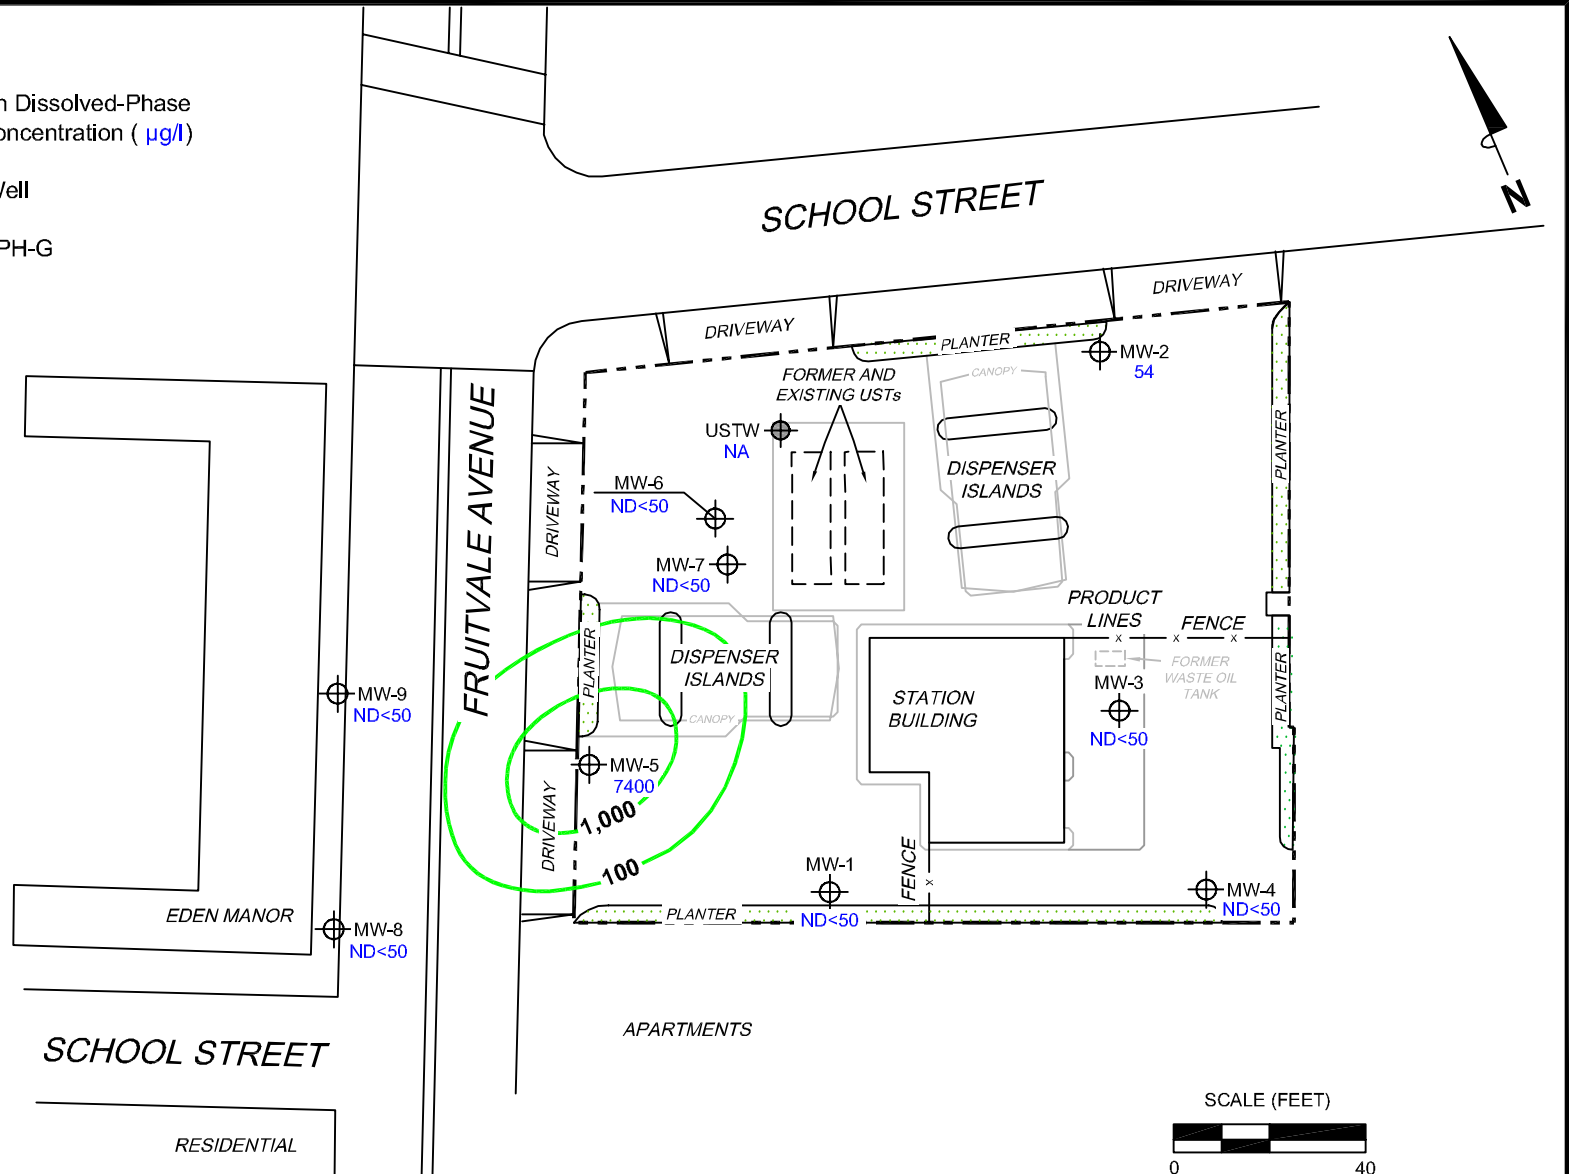 Dissolved-Phase
oncentration ( µg/l)
Well
PH-G
N
SCHOOL STREET
DRIVEWAY
DRIVEWAY
PLANTER
MW-2
54
CANOPY
FORMER AND
EXISTING USTs
USTW
NA
FRUITVALE AVENUE
DRIVEWAY
MW-6
ND<50
DISPENSER
ISLANDS
PLANTER
MW-7
ND<50
PRODUCT
LINES
FENCE
x
x
x
PLANTER
DISPENSER
ISLANDS
CANOPY
STATION
BUILDING
FORMER
WASTE OIL
TANK
MW-3
ND<50
PLANTER
MW-9
ND<50
MW-5
7400
1,000
100
DRIVEWAY
MW-1
ND<50
FENCE
x
MW-4
ND<50
PLANTER
EDEN MANOR
MW-8
ND<50
SCHOOL STREET
APARTMENTS
RESIDENTIAL
SCALE (FEET)
0
40